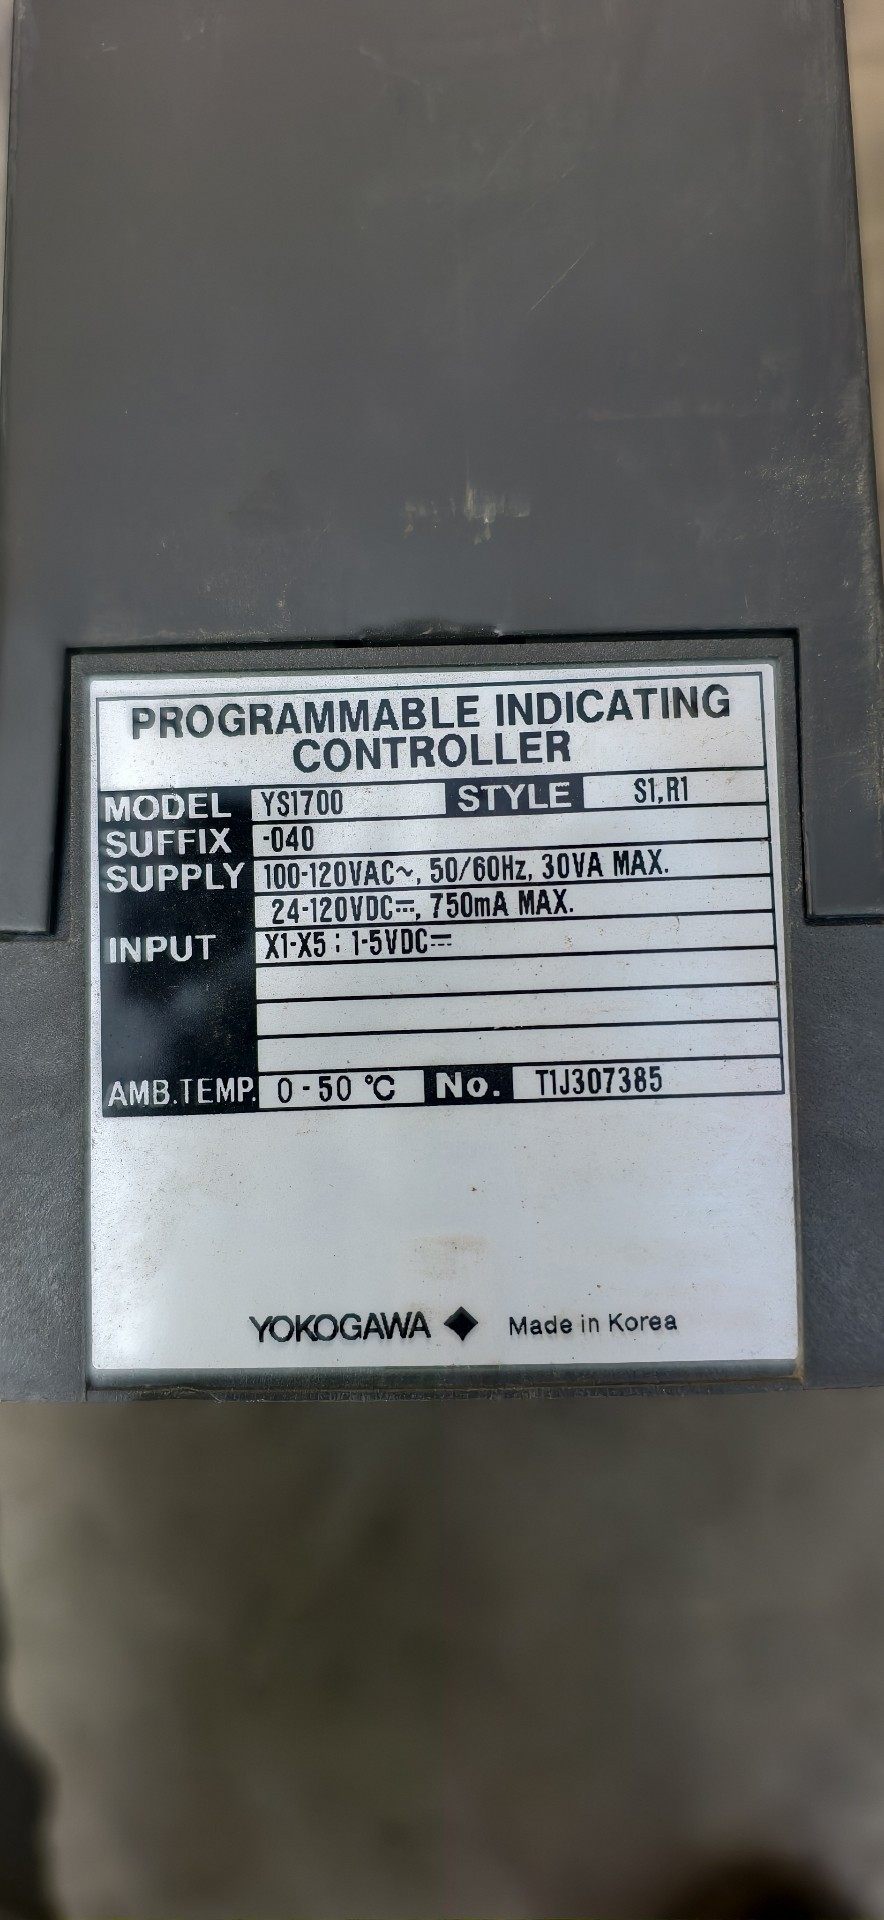 PROGRAMMABLE INDICATING
CONTROLLER
MODEL YS1700 STYLE S1,R1
SUFFIX -040
SUPPLY 100-120VAC~, 50/60Hz, 30VA MAX.
24-120VDC⎓, 750mA MAX.
INPUT X1-X5 : 1-5VDC⎓
AMB.TEMP. 0 - 50 °C No. T1J307385
YOKOGAWA ◆ Made in Korea